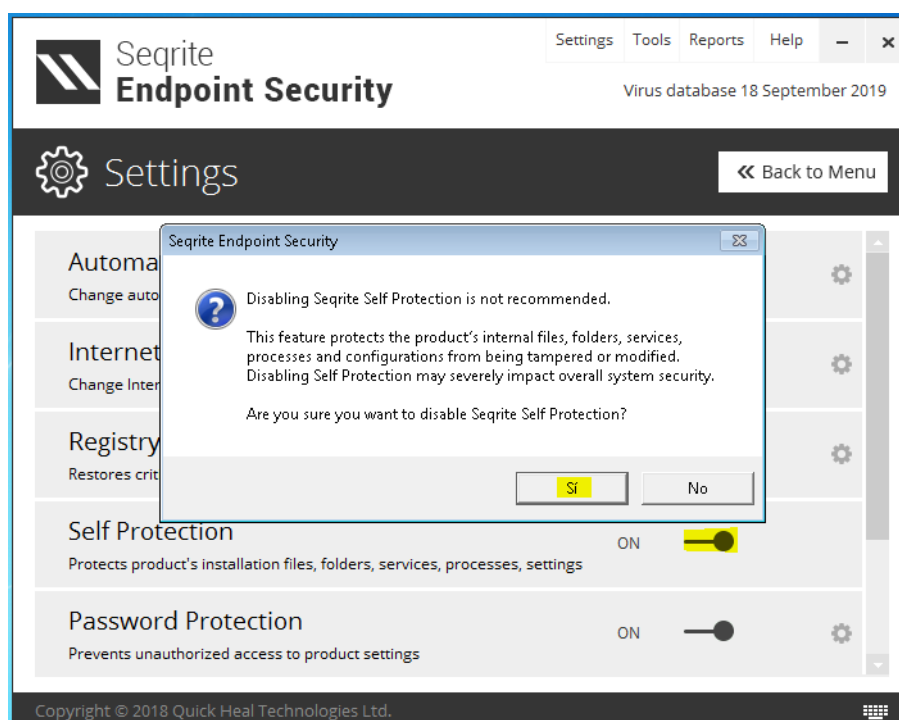 Seqrite
Endpoint Security
Settings Tools Reports Help
Virus database 18 September 2019
Settings
Back to Menu
Automa
Change auto
Seqrite Endpoint Security
Disabling Seqrite Self Protection is not recommended.
This feature protects the product's internal files, folders, services,
processes and configurations from being tampered or modified.
Disabling Self Protection may severely impact overall system security.
Are you sure you want to disable Seqrite Self Protection?
Sí No
Internet
Change Inter
Registry
Restores crit
Self Protection
ON
Protects product's installation files, folders, services, processes, settings
Password Protection
ON
Prevents unauthorized access to product settings
Copyright © 2018 Quick Heal Technologies Ltd.